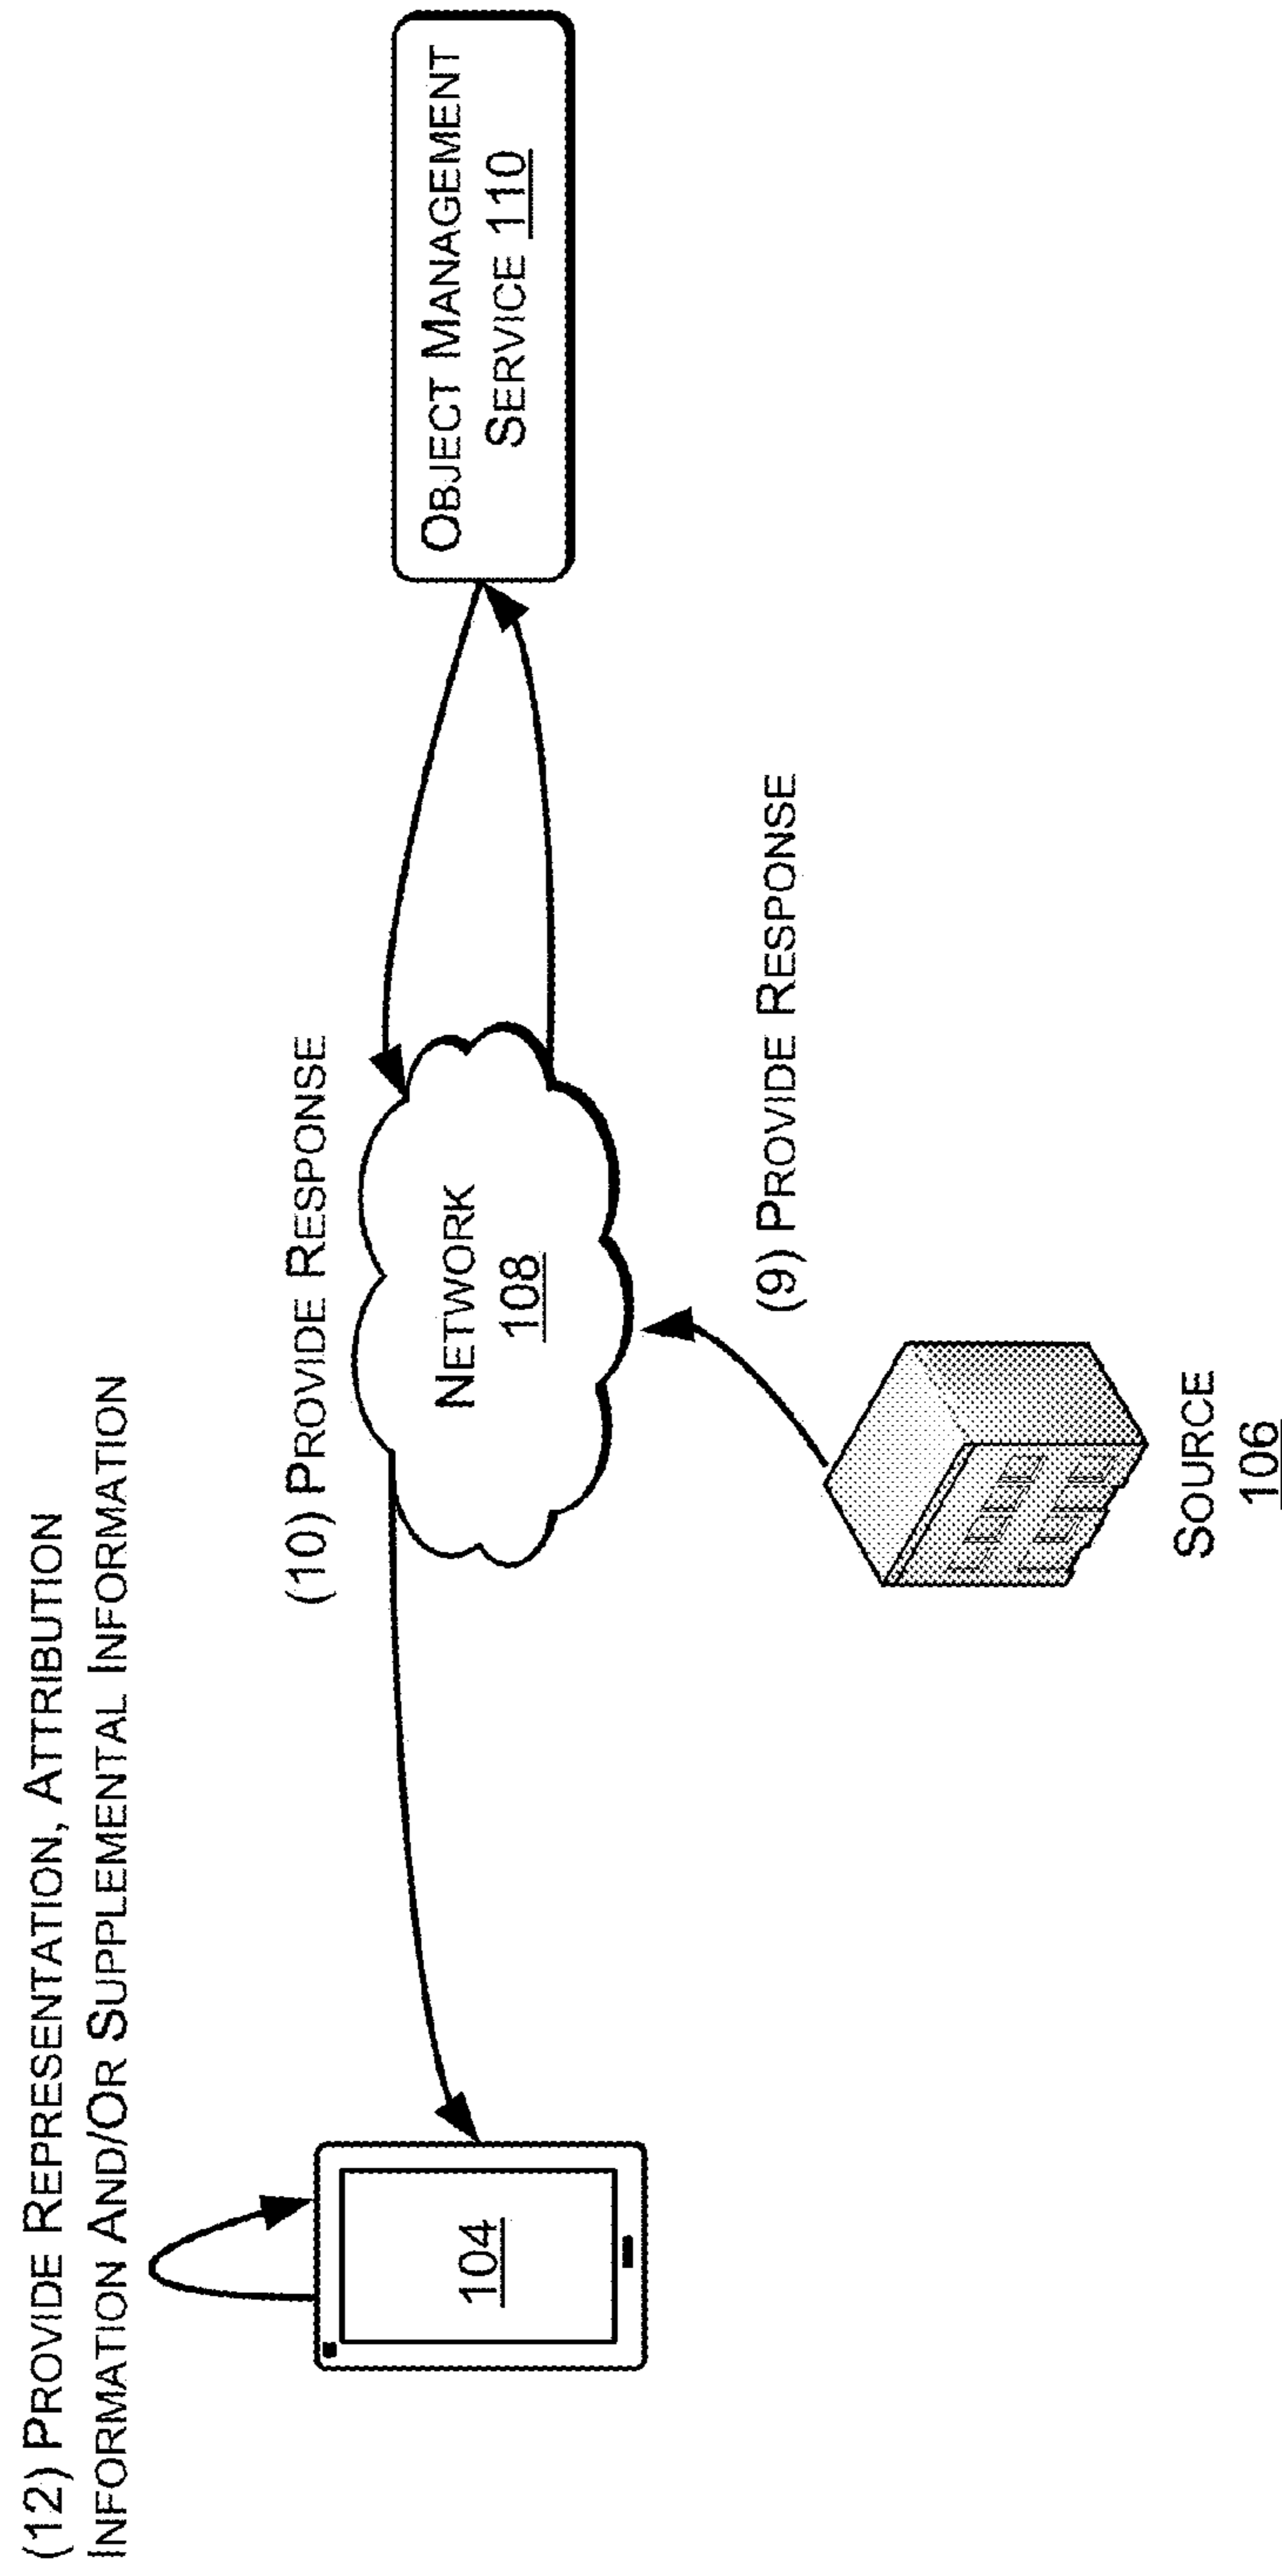 (12) PROVIDE REPRESENTATION, ATTRIBUTION
INFORMATION AND/OR SUPPLEMENTAL INFORMATION
(10) PROVIDE RESPONSE
104
NETWORK
108
OBJECT MANAGEMENT
SERVICE 110
(9) PROVIDE RESPONSE
SOURCE
106